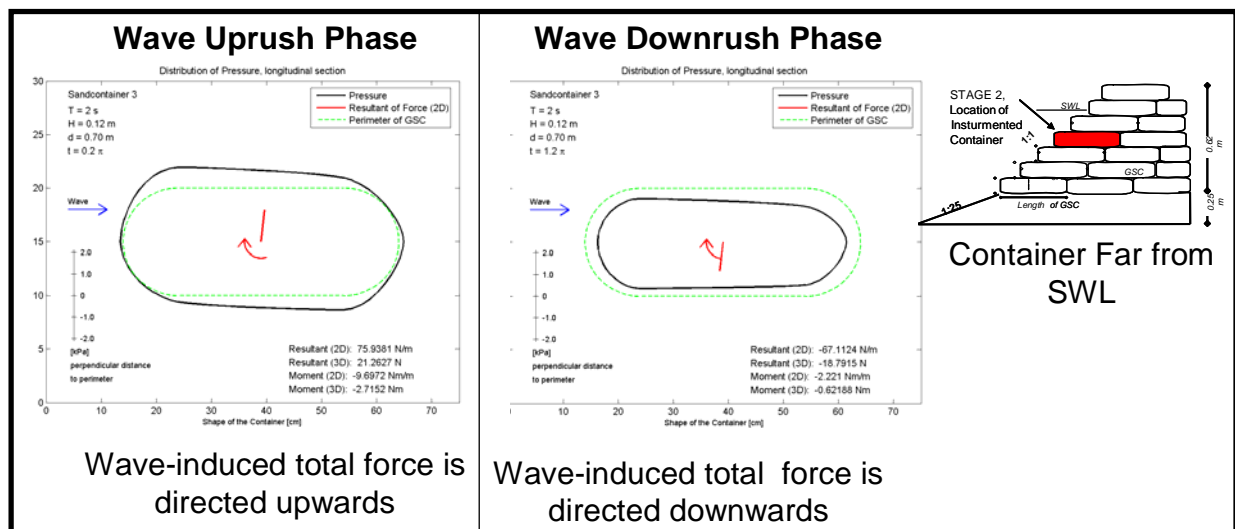 Wave Uprush Phase
Distribution of Pressure, longitudinal section
30
25
20
15
10
5
0
Sandcontainer 3
T = 2 s
H = 0.12 m
d = 0.70 m
t = 0.2 π
Pressure
Resultant of Force (2D)
Perimeter of GSC
Wave
2.0
1.0
-1.0
-2.0
[kPa]
perpendicular distance
to perimeter
Resultant (2D): 75.9381 N/m
Resultant (3D): 21.2627 N
Moment (2D): -9.6972 Nm/m
Moment (3D): -2.7152 Nm
0 10 20 30 40 50 60 70
Shape of the Container [cm]
Wave-induced total force is
directed upwards
Wave Downrush Phase
Distribution of Pressure, longitudinal section
Sandcontainer 3
T = 2 s
H = 0.12 m
d = 0.70 m
t = 1.2 π
Pressure
Resultant of Force (2D)
Perimeter of GSC
Wave
2.0
1.0
-1.0
-2.0
[kPa]
perpendicular distance
to perimeter
Resultant (2D): -67.1124 N/m
Resultant (3D): -18.7915 N
Moment (2D): -2.221 Nm/m
Moment (3D): -0.62188 Nm
0 10 20 30 40 50 60 70
Shape of the Container [cm]
Wave-induced total force is
directed downwards
STAGE 2,
Location of
Insturmented
Container
SWL
1:1
GSC
1:25
Length of GSC
0.62
m
0.25
m
Container Far from
SWL